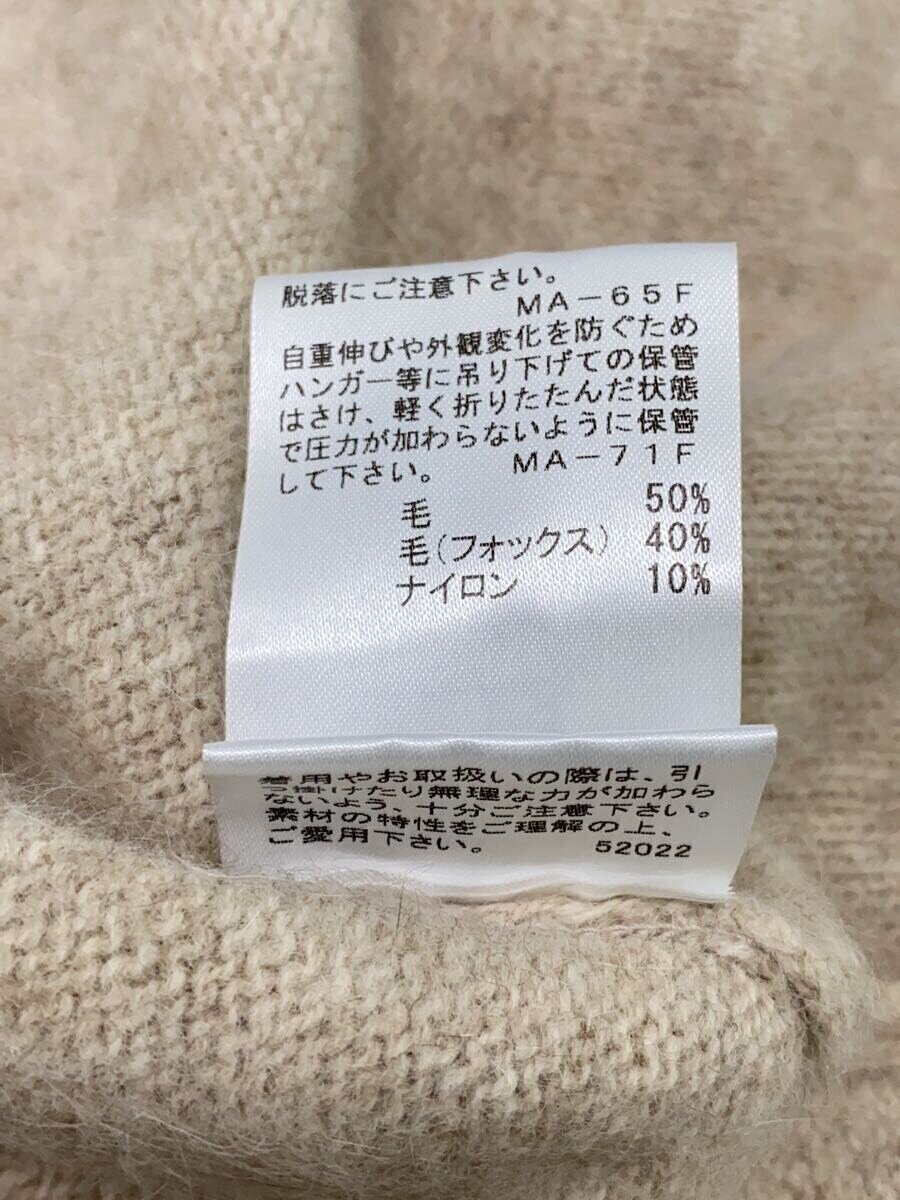 脱落にご注意下さい。
MA－65F
自重伸びや外観変化を防ぐため
ハンガー等に吊り下げての保管
はさけ、軽く折りたたんだ状態
で圧力が加わらないように保管
して下さい。 MA－71F
毛 50%
毛(フォックス) 40%
ナイロン 10%
着用やお取扱いの際は、引
っ掛けたり無理な力が加わら
ないよう、十分ご注意下さい。
素材の特性をご理解の上、
ご愛用下さい。 52022